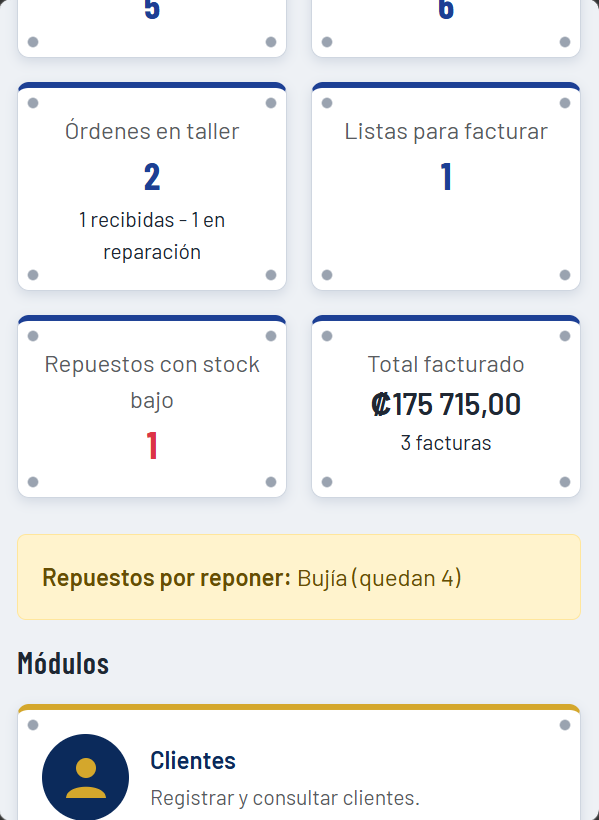 5
6
Órdenes en taller
2
1 recibidas - 1 en
reparación
Listas para facturar
1
Repuestos con stock
bajo
1
Total facturado
₡175 715,00
3 facturas
Repuestos por reponer: Bujía (quedan 4)
Módulos
Clientes
Registrar y consultar clientes.